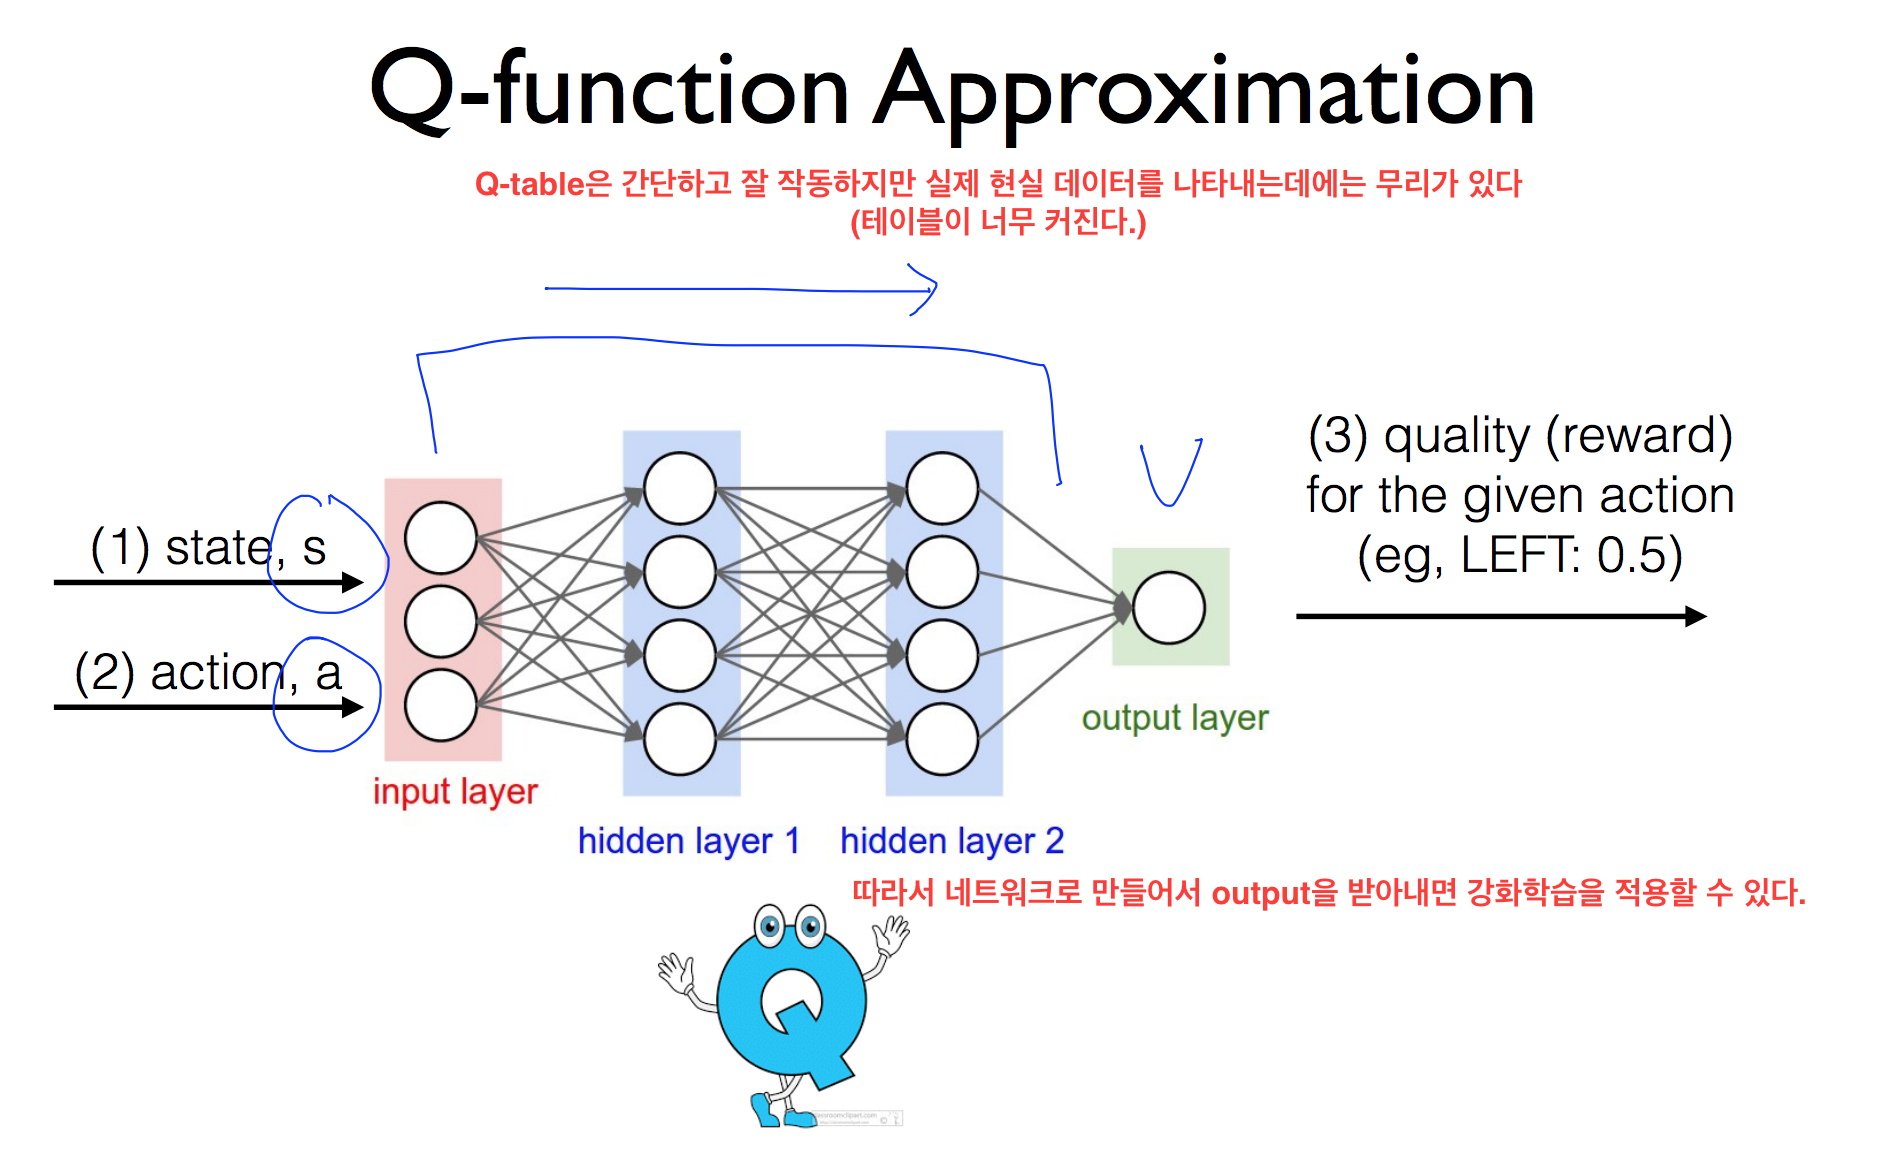 Q-function Approximation
Q-table은 간단하고 잘 작동하지만 실제 현실 데이터를 나타내는데에는 무리가 있다
(테이블이 너무 커진다.)
(1) state, s
(2) action, a
(3) quality (reward)
for the given action
(eg, LEFT: 0.5)
input layer
hidden layer 1
hidden layer 2
output layer
따라서 네트워크로 만들어서 output을 받아내면 강화학습을 적용할 수 있다.